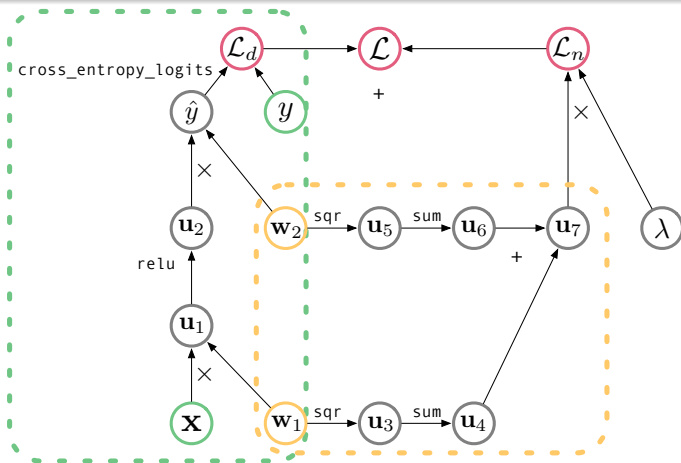 ℒ_d ℒ ℒ_n
cross_entropy_logits
+
ŷ y ×
×
u₂ w₂ sqr u₅ sum u₆ u₇ λ
+
relu
u₁
×
x w₁ sqr u₃ sum u₄